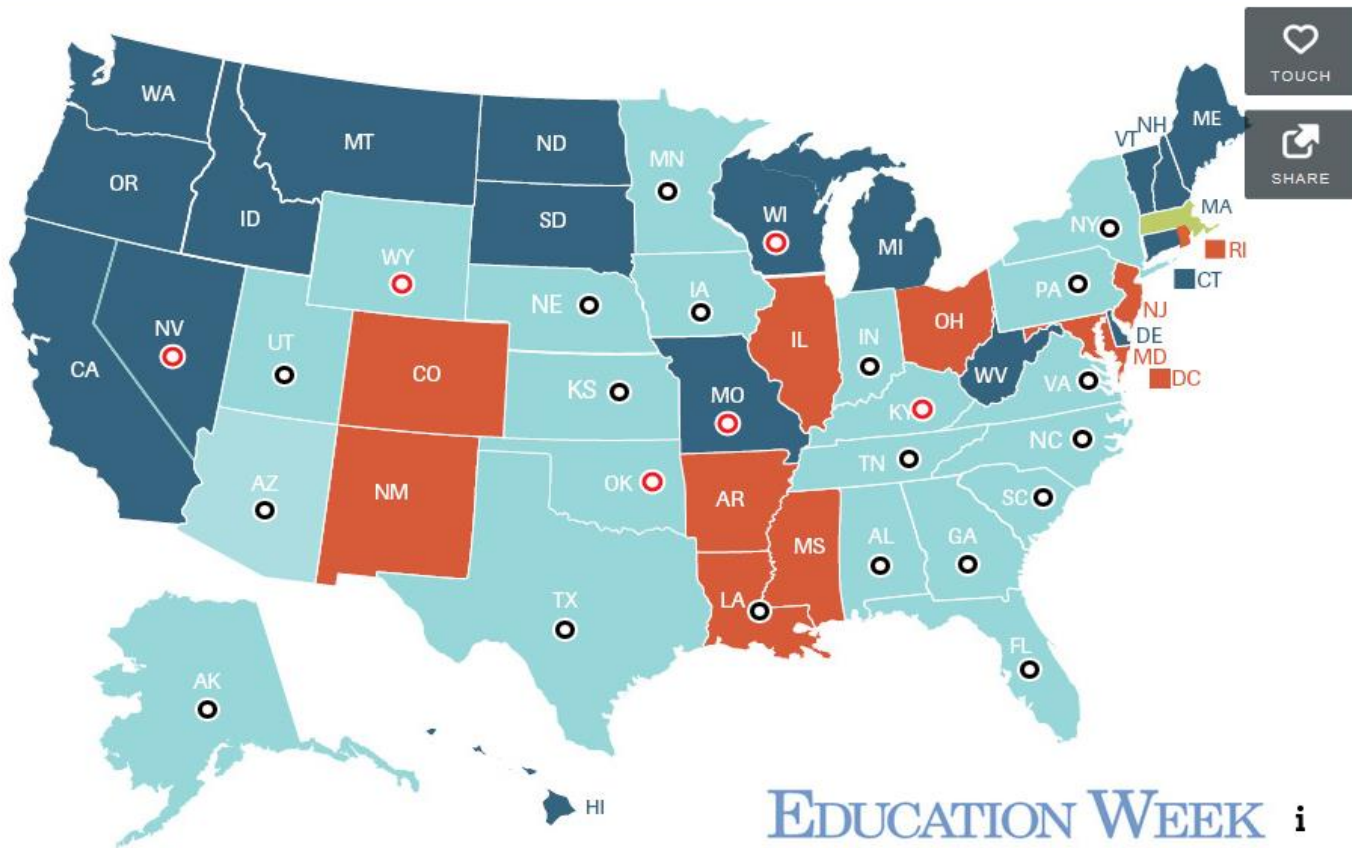 TOUCH
SHARE
WA
MT
ND
MN
OR
ID
SD
WI
MI
VT
NH
ME
MA
RI
CT
NY
PA
NJ
DE
MD
DC
WY
NE
IA
NV
UT
CA
CO
KS
MO
IL
IN
OH
WV
VA
KY
NC
TN
SC
AZ
NM
OK
AR
MS
AL
GA
TX
LA
FL
AK
HI
EDUCATION WEEK i